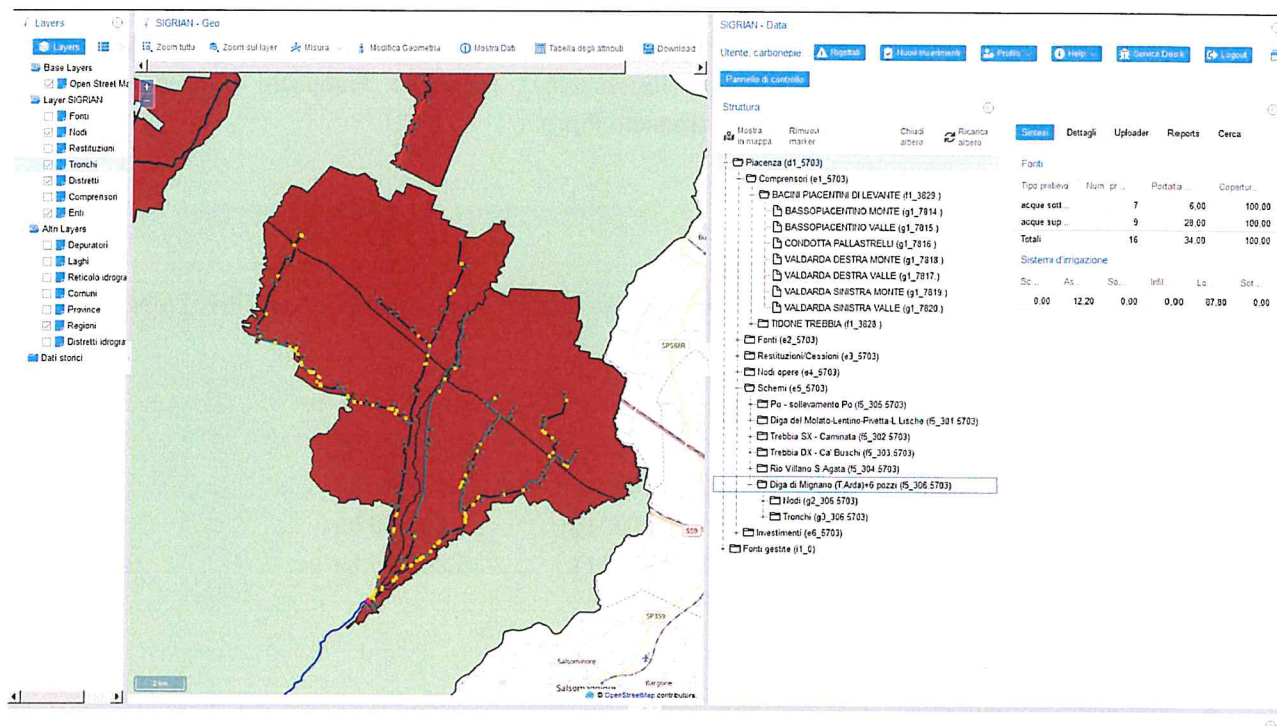 Layers
Layers
Base Layers
Open Street Ma
Layer SIGRIAN
Fonti
Nodi
Restituzioni
Tronchi
Distretti
Comprensori
Enti
Altri Layers
Depuratori
Laghi
Reticolo idrogra
Comuni
Province
Regioni
Distretti idrogra
Dati storici
SIGRIAN - Geo
Zoom tutto Zoom sul layer Misura Modifica Geometria Mostra Dati Tabella degli attributi Download
+
−
SP56BIR
S59
SP359
Salsominore
Bargone
2 km
© OpenStreetMap contributors.
SIGRIAN - Data
Utente: carbonepie Rigettati Nuovi Inserimenti Profilo Help Service Desk Logout
Pannello di controllo
Struttura
Mostra in mappa Rimuovi marker Chiudi albero Ricarica albero
Piacenza (d1_5703)
Comprensori (e1_5703)
BACINI PIACENTINI DI LEVANTE (f1_3829 )
BASSOPIACENTINO MONTE (g1_7814 )
BASSOPIACENTINO VALLE (g1_7815 )
CONDOTTA PALLASTRELLI (g1_7816 )
VALDARDA DESTRA MONTE (g1_7818 )
VALDARDA DESTRA VALLE (g1_7817 )
VALDARDA SINISTRA MONTE (g1_7819 )
VALDARDA SINISTRA VALLE (g1_7820 )
TIDONE TREBBIA (f1_3828 )
Fonti (e2_5703)
Restituzioni/Cessioni (e3_5703)
Nodi opere (e4_5703)
Schemi (e5_5703)
Po - sollevamento Po (f5_305.5703)
Diga del Molato-Lentino-Pivetta-L Lische (f5_301.5703)
Trebbia SX - Caminata (f5_302.5703)
Trebbia DX - Ca' Buschi (f5_303.5703)
Rio Villano S.Agata (f5_304.5703)
Diga di Mignano (T.Arda)+6 pozzi (f5_306.5703)
Nodi (g2_306.5703)
Tronchi (g3_306.5703)
Investimenti (e6_5703)
Fonti gestite (i1_0)
Sintesi Dettagli Uploader Reports Cerca
Fonti
Tipo prelievo Num. pr... Portata ... Copertur...
acque sott... 7 6,00 100,00
acque sup... 9 28,00 100,00
Totali 16 34,00 100,00
Sistemi d'irrigazione
Sc... As... So... Infil. Lo... Sot...
0,00 12,20 0,00 0,00 87,80 0,00